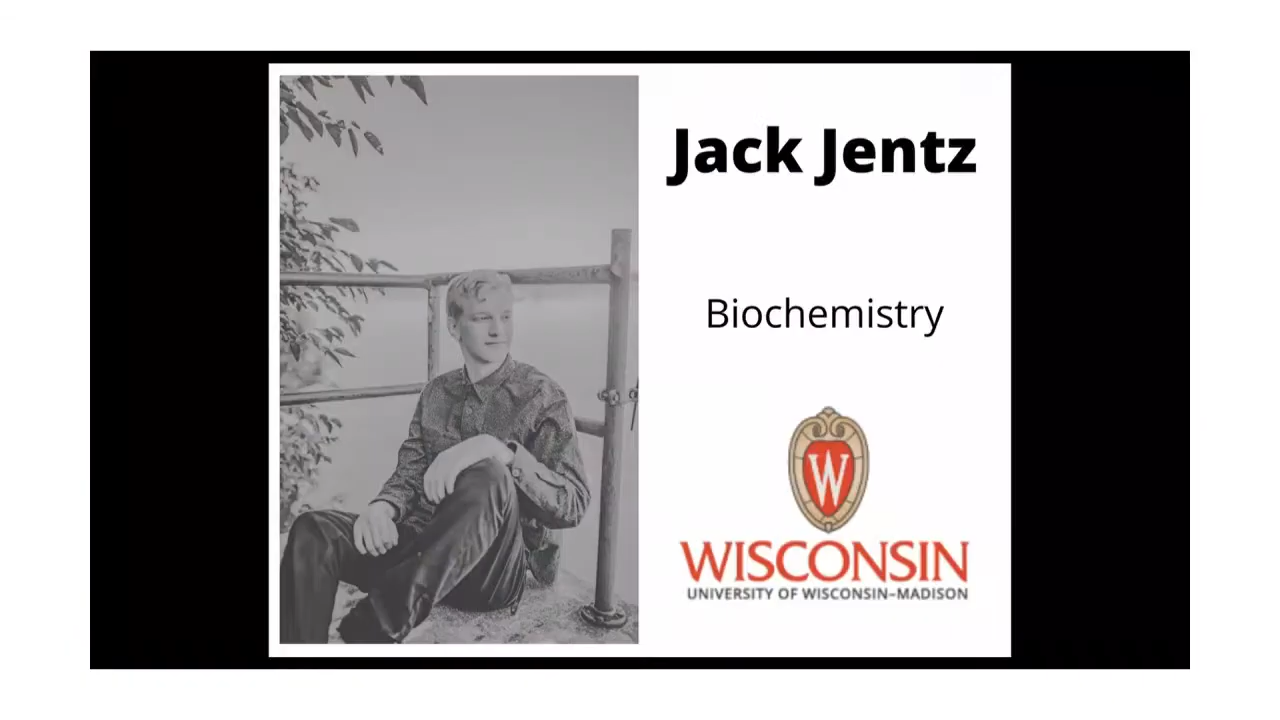 Jack Jentz
Biochemistry
W
WISCONSIN
UNIVERSITY OF WISCONSIN–MADISON